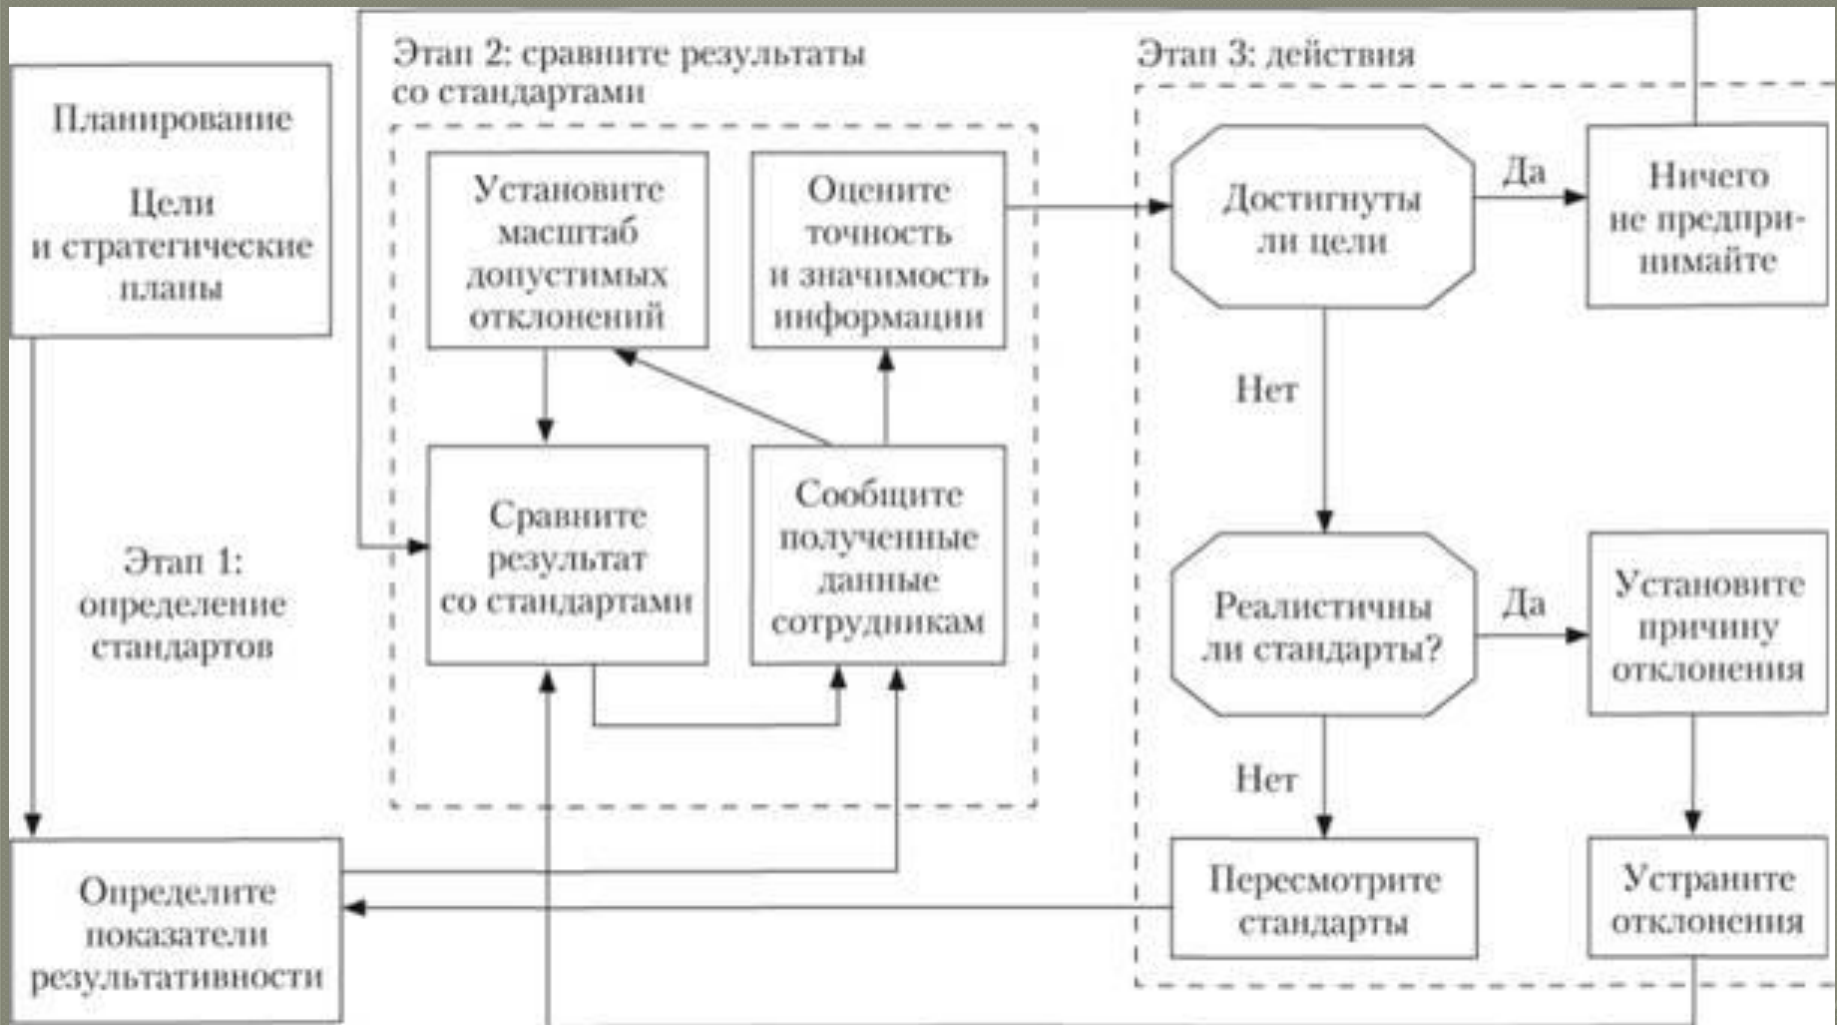 Этап 2: сравните результаты
со стандартами
Этап 3: действия
Планирование
Цели
и стратегические
планы
Установите
масштаб
допустимых
отклонений
Оцените
точность
и значимость
информации
Достигнуты
ли цели
Да
Ничего
не предпри-
нимайте
Нет
Сравните
результат
со стандартами
Сообщите
полученные
данные
сотрудникам
Этап 1:
определение
стандартов
Реалистичны
ли стандарты?
Да
Установите
причину
отклонения
Нет
Определите
показатели
результативности
Пересмотрите
стандарты
Устраните
отклонения